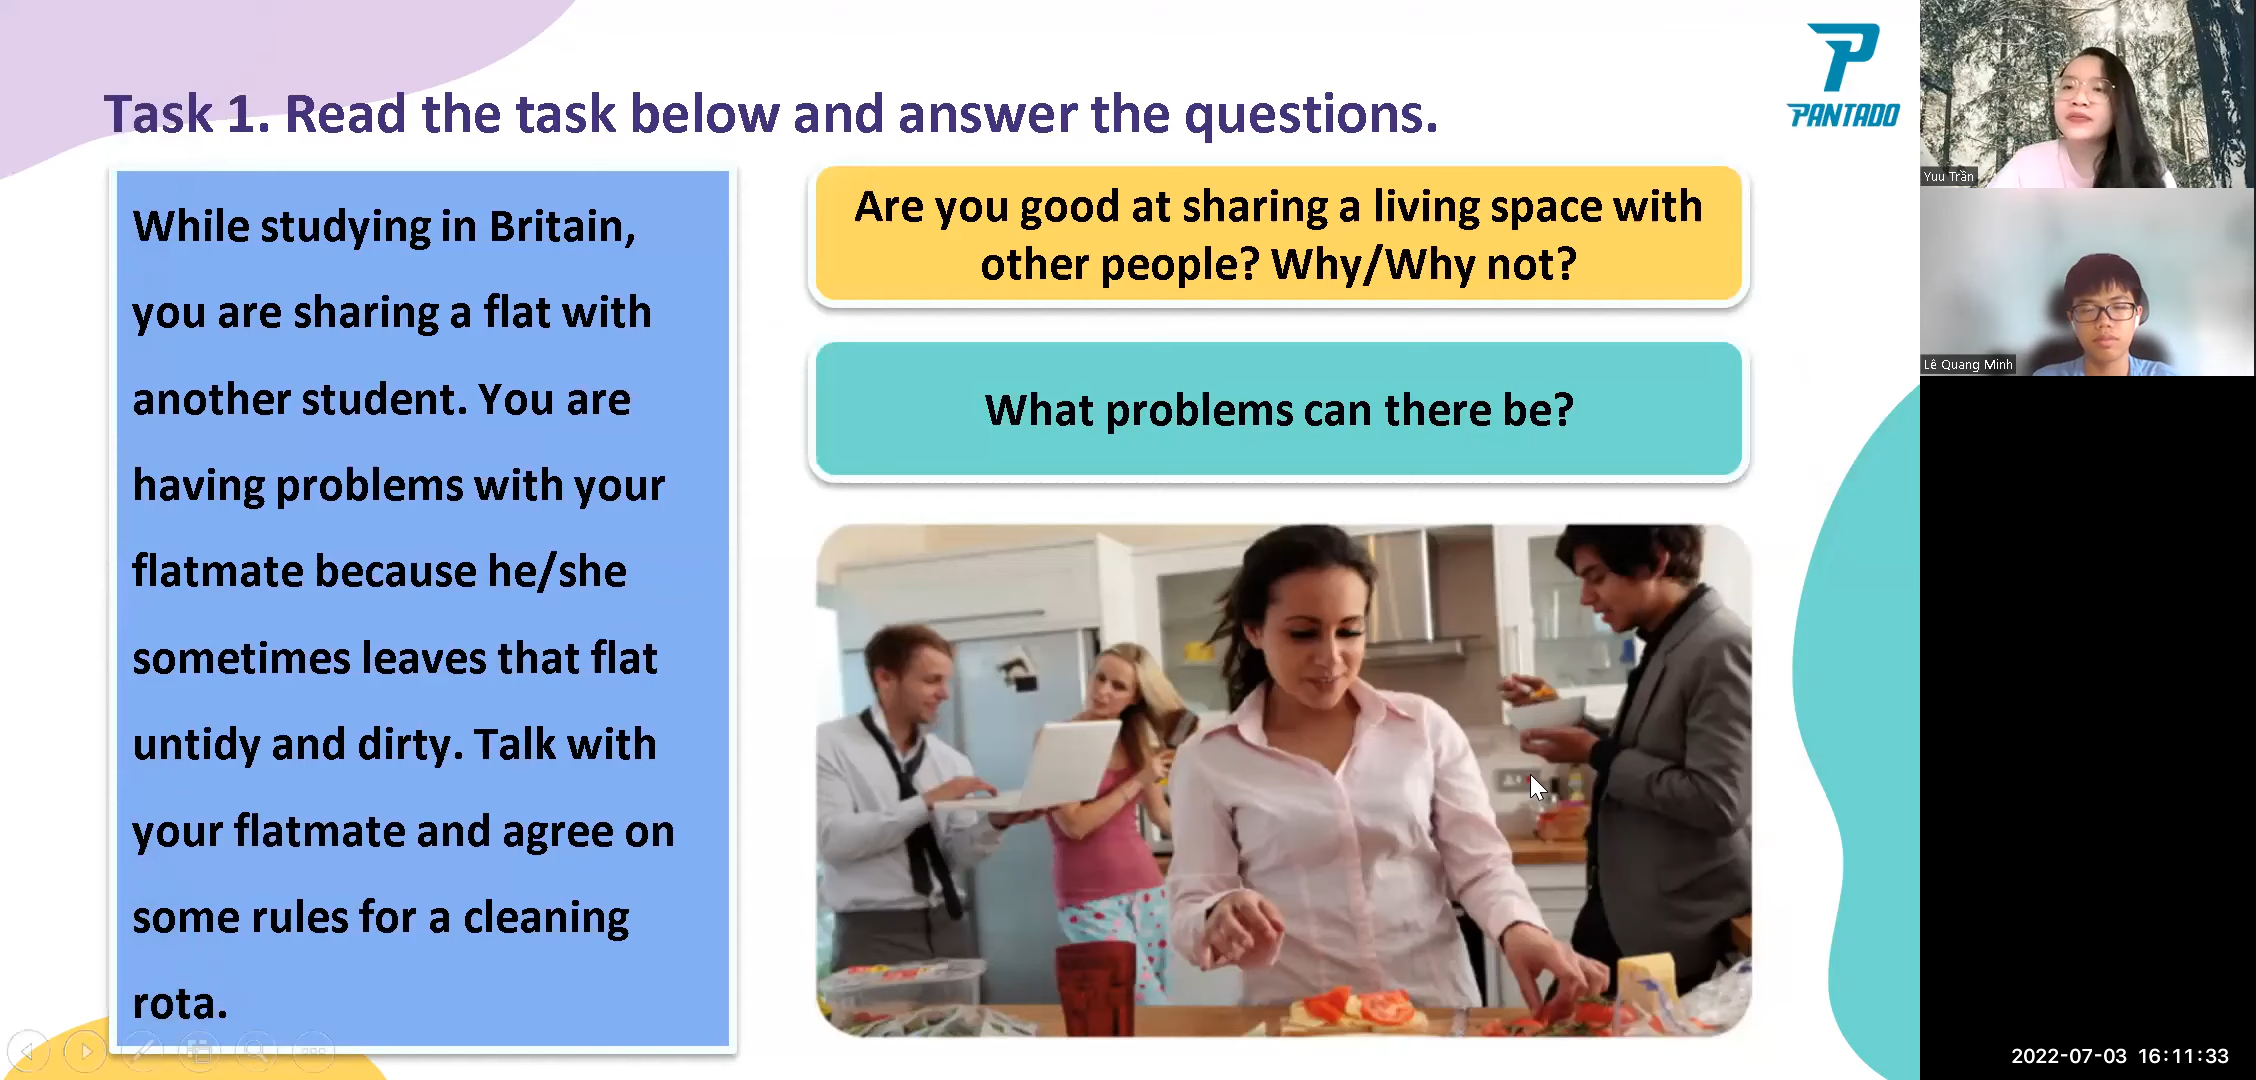 Task 1. Read the task below and answer the questions.
PANTADO
While studying in Britain,
you are sharing a flat with
another student. You are
having problems with your
flatmate because he/she
sometimes leaves that flat
untidy and dirty. Talk with
your flatmate and agree on
some rules for a cleaning
rota.
Are you good at sharing a living space with
other people? Why/Why not?
What problems can there be?
Yuu Trần
Lê Quang Minh
2022-07-03 16:11:33